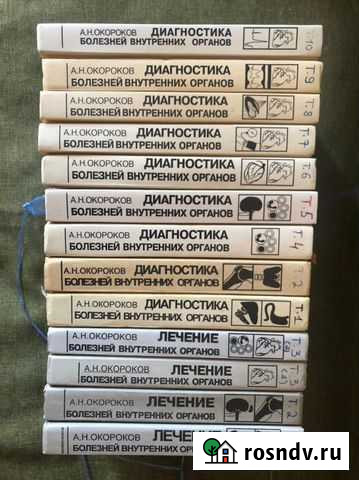 А.Н.ОКОРОКОВ ДИАГНОСТИКА
БОЛЕЗНЕЙ ВНУТРЕННИХ ОРГАНОВ
Т-10
А.Н.ОКОРОКОВ ДИАГНОСТИКА
БОЛЕЗНЕЙ ВНУТРЕННИХ ОРГАНОВ
Т-9
А.Н.ОКОРОКОВ ДИАГНОСТИКА
БОЛЕЗНЕЙ ВНУТРЕННИХ ОРГАНОВ
Т-8
А.Н.ОКОРОКОВ ДИАГНОСТИКА
БОЛЕЗНЕЙ ВНУТРЕННИХ ОРГАНОВ
Т-7
А.Н.ОКОРОКОВ ДИАГНОСТИКА
БОЛЕЗНЕЙ ВНУТРЕННИХ ОРГАНОВ
Т-6
А.Н.ОКОРОКОВ ДИАГНОСТИКА
БОЛЕЗНЕЙ ВНУТРЕННИХ ОРГАНОВ
Т-5
А.Н.ОКОРОКОВ ДИАГНОСТИКА
БОЛЕЗНЕЙ ВНУТРЕННИХ ОРГАНОВ
Т-4
А.Н.ОКОРОКОВ ДИАГНОСТИКА
БОЛЕЗНЕЙ ВНУТРЕННИХ ОРГАНОВ
Т-2
А.Н.ОКОРОКОВ ДИАГНОСТИКА
БОЛЕЗНЕЙ ВНУТРЕННИХ ОРГАНОВ
Т-1
А.Н.ОКОРОКОВ ЛЕЧЕНИЕ
БОЛЕЗНЕЙ ВНУТРЕННИХ ОРГАНОВ
Т-3
А.Н.ОКОРОКОВ ЛЕЧЕНИЕ
БОЛЕЗНЕЙ ВНУТРЕННИХ ОРГАНОВ
Т-3
А.Н.ОКОРОКОВ ЛЕЧЕНИЕ
БОЛЕЗНЕЙ ВНУТРЕННИХ ОРГАНОВ
Т-2
А.Н.ОКОРОКОВ ЛЕЧЕНИЕ
БОЛЕЗНЕЙ ВНУТРЕННИХ
rosndv.ru